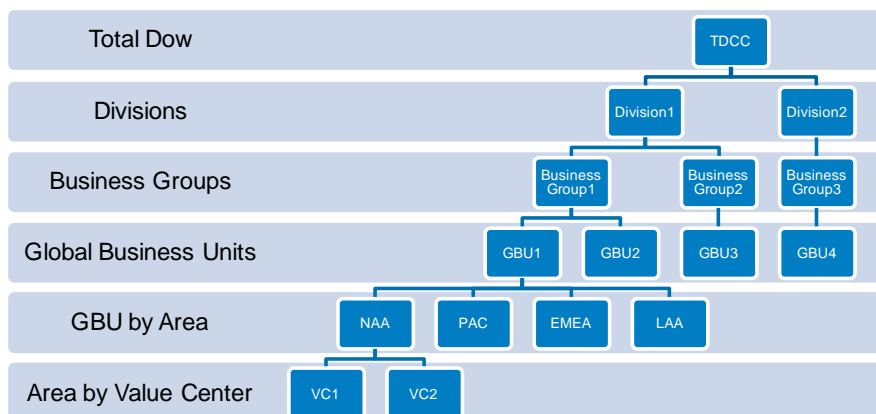 Total Dow
TDCC
Divisions
Division1
Division2
Business Groups
Business
Group1
Business
Group2
Business
Group3
Global Business Units
GBU1
GBU2
GBU3
GBU4
GBU by Area
NAA
PAC
EMEA
LAA
Area by Value Center
VC1
VC2